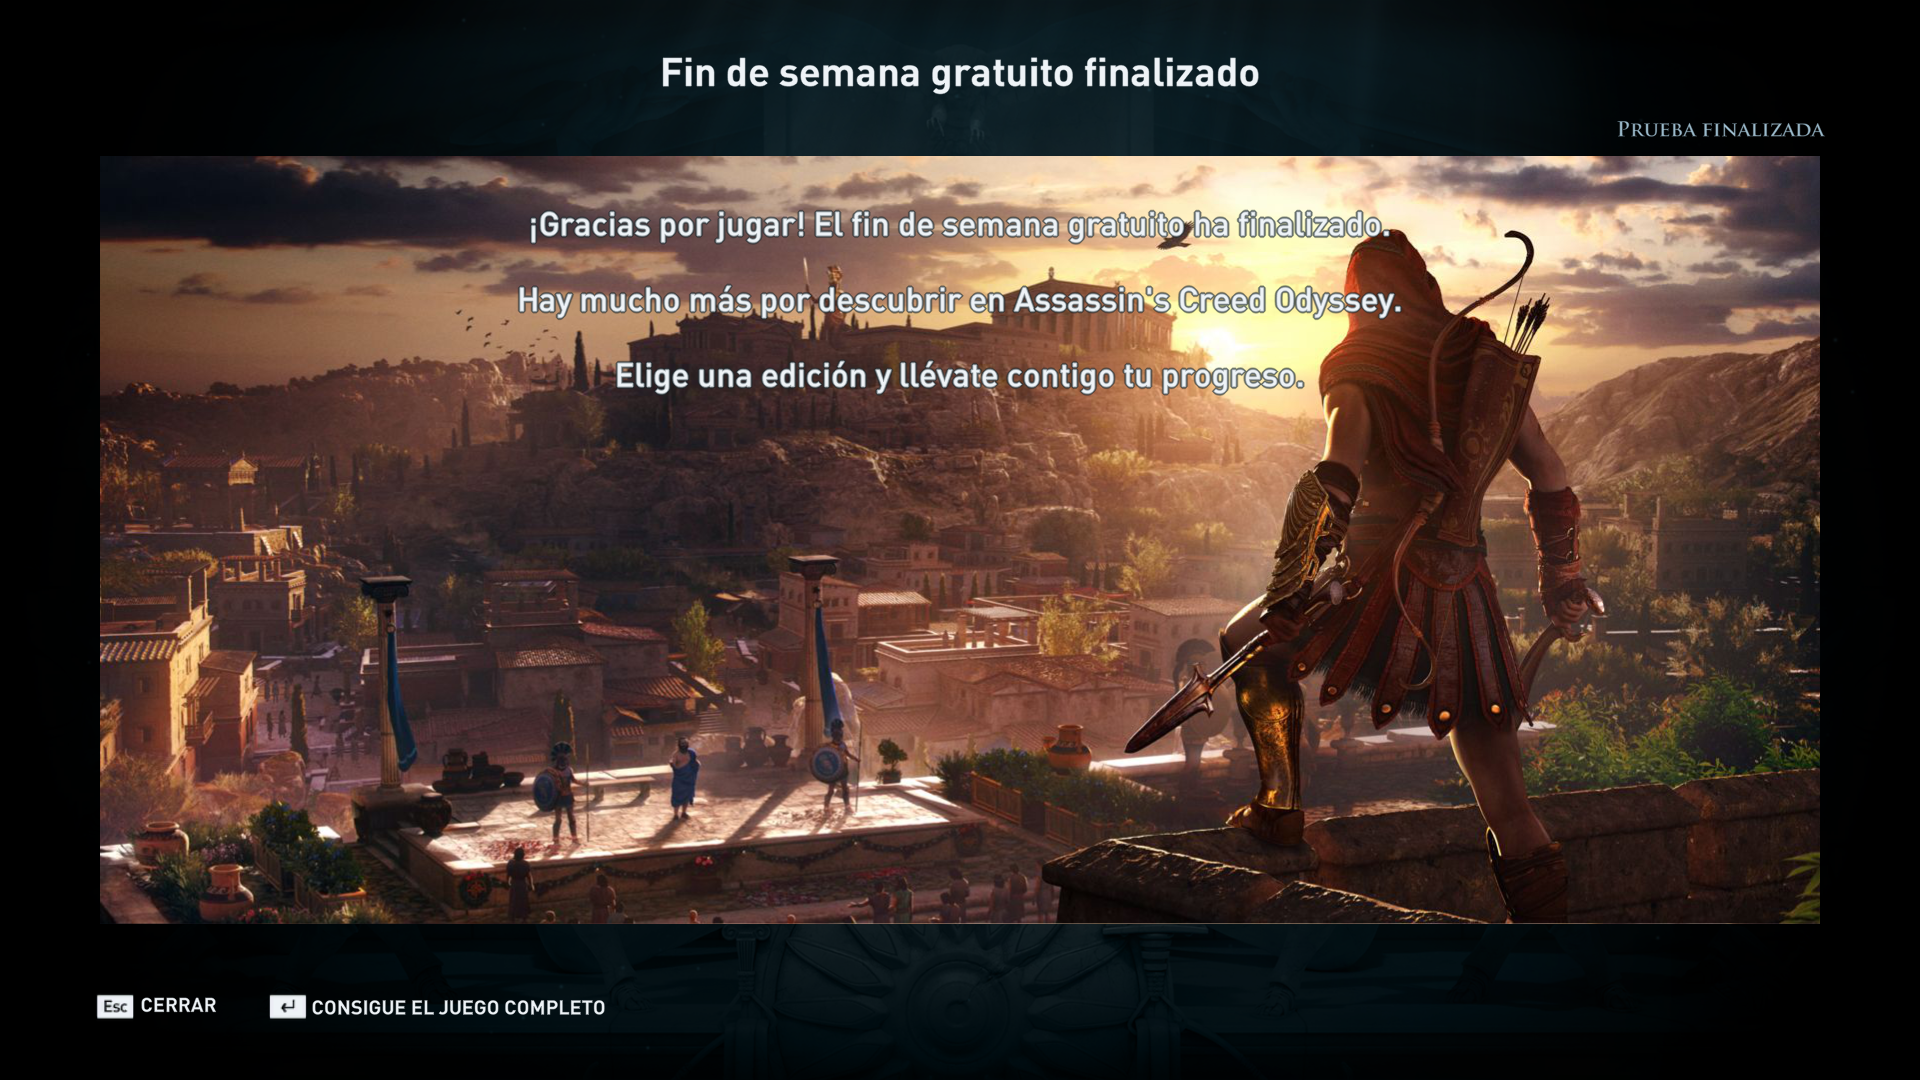 Fin de semana gratuito finalizado
PRUEBA FINALIZADA
¡Gracias por jugar! El fin de semana gratuito ha finalizado.
Hay mucho más por descubrir en Assassin's Creed Odyssey.
Elige una edición y llévate contigo tu progreso.
Esc CERRAR
↵ CONSIGUE EL JUEGO COMPLETO